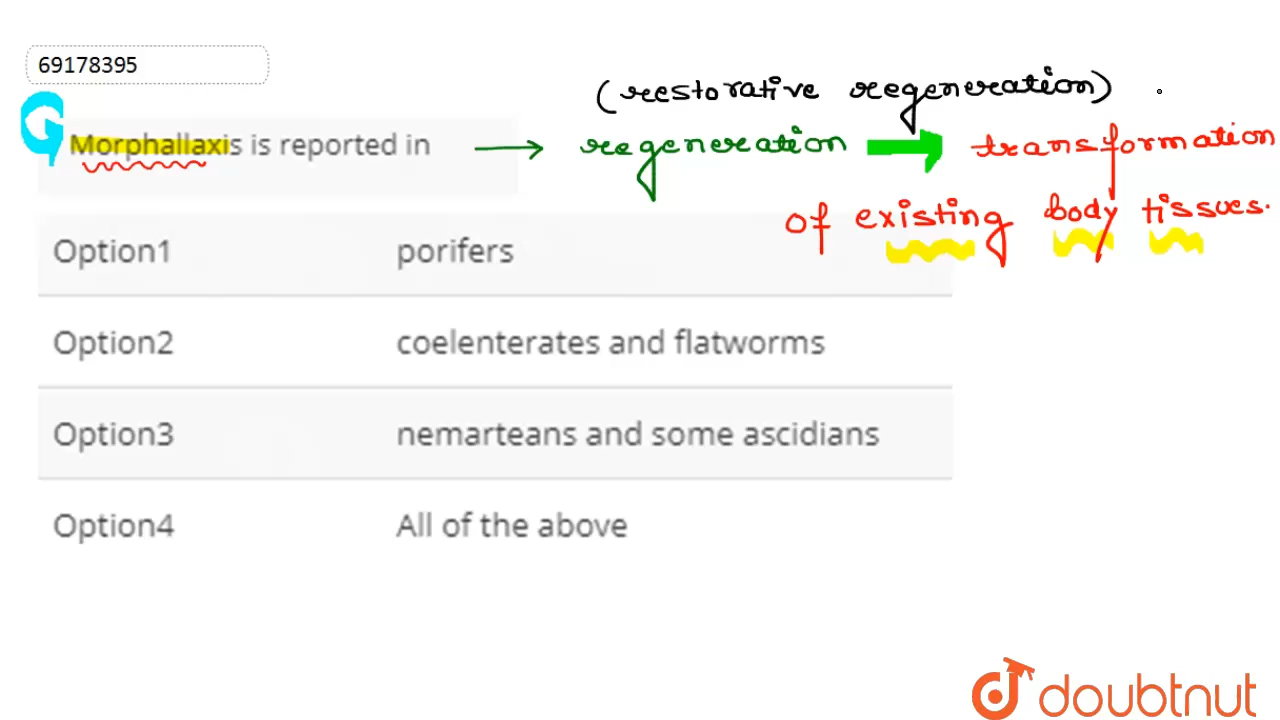 69178395
(restorative regeneration)
Morphallaxis is reported in → regeneration → transformation
of existing body tissues.
Option1 porifers
Option2 coelenterates and flatworms
Option3 nemarteans and some ascidians
Option4 All of the above
doubtnut